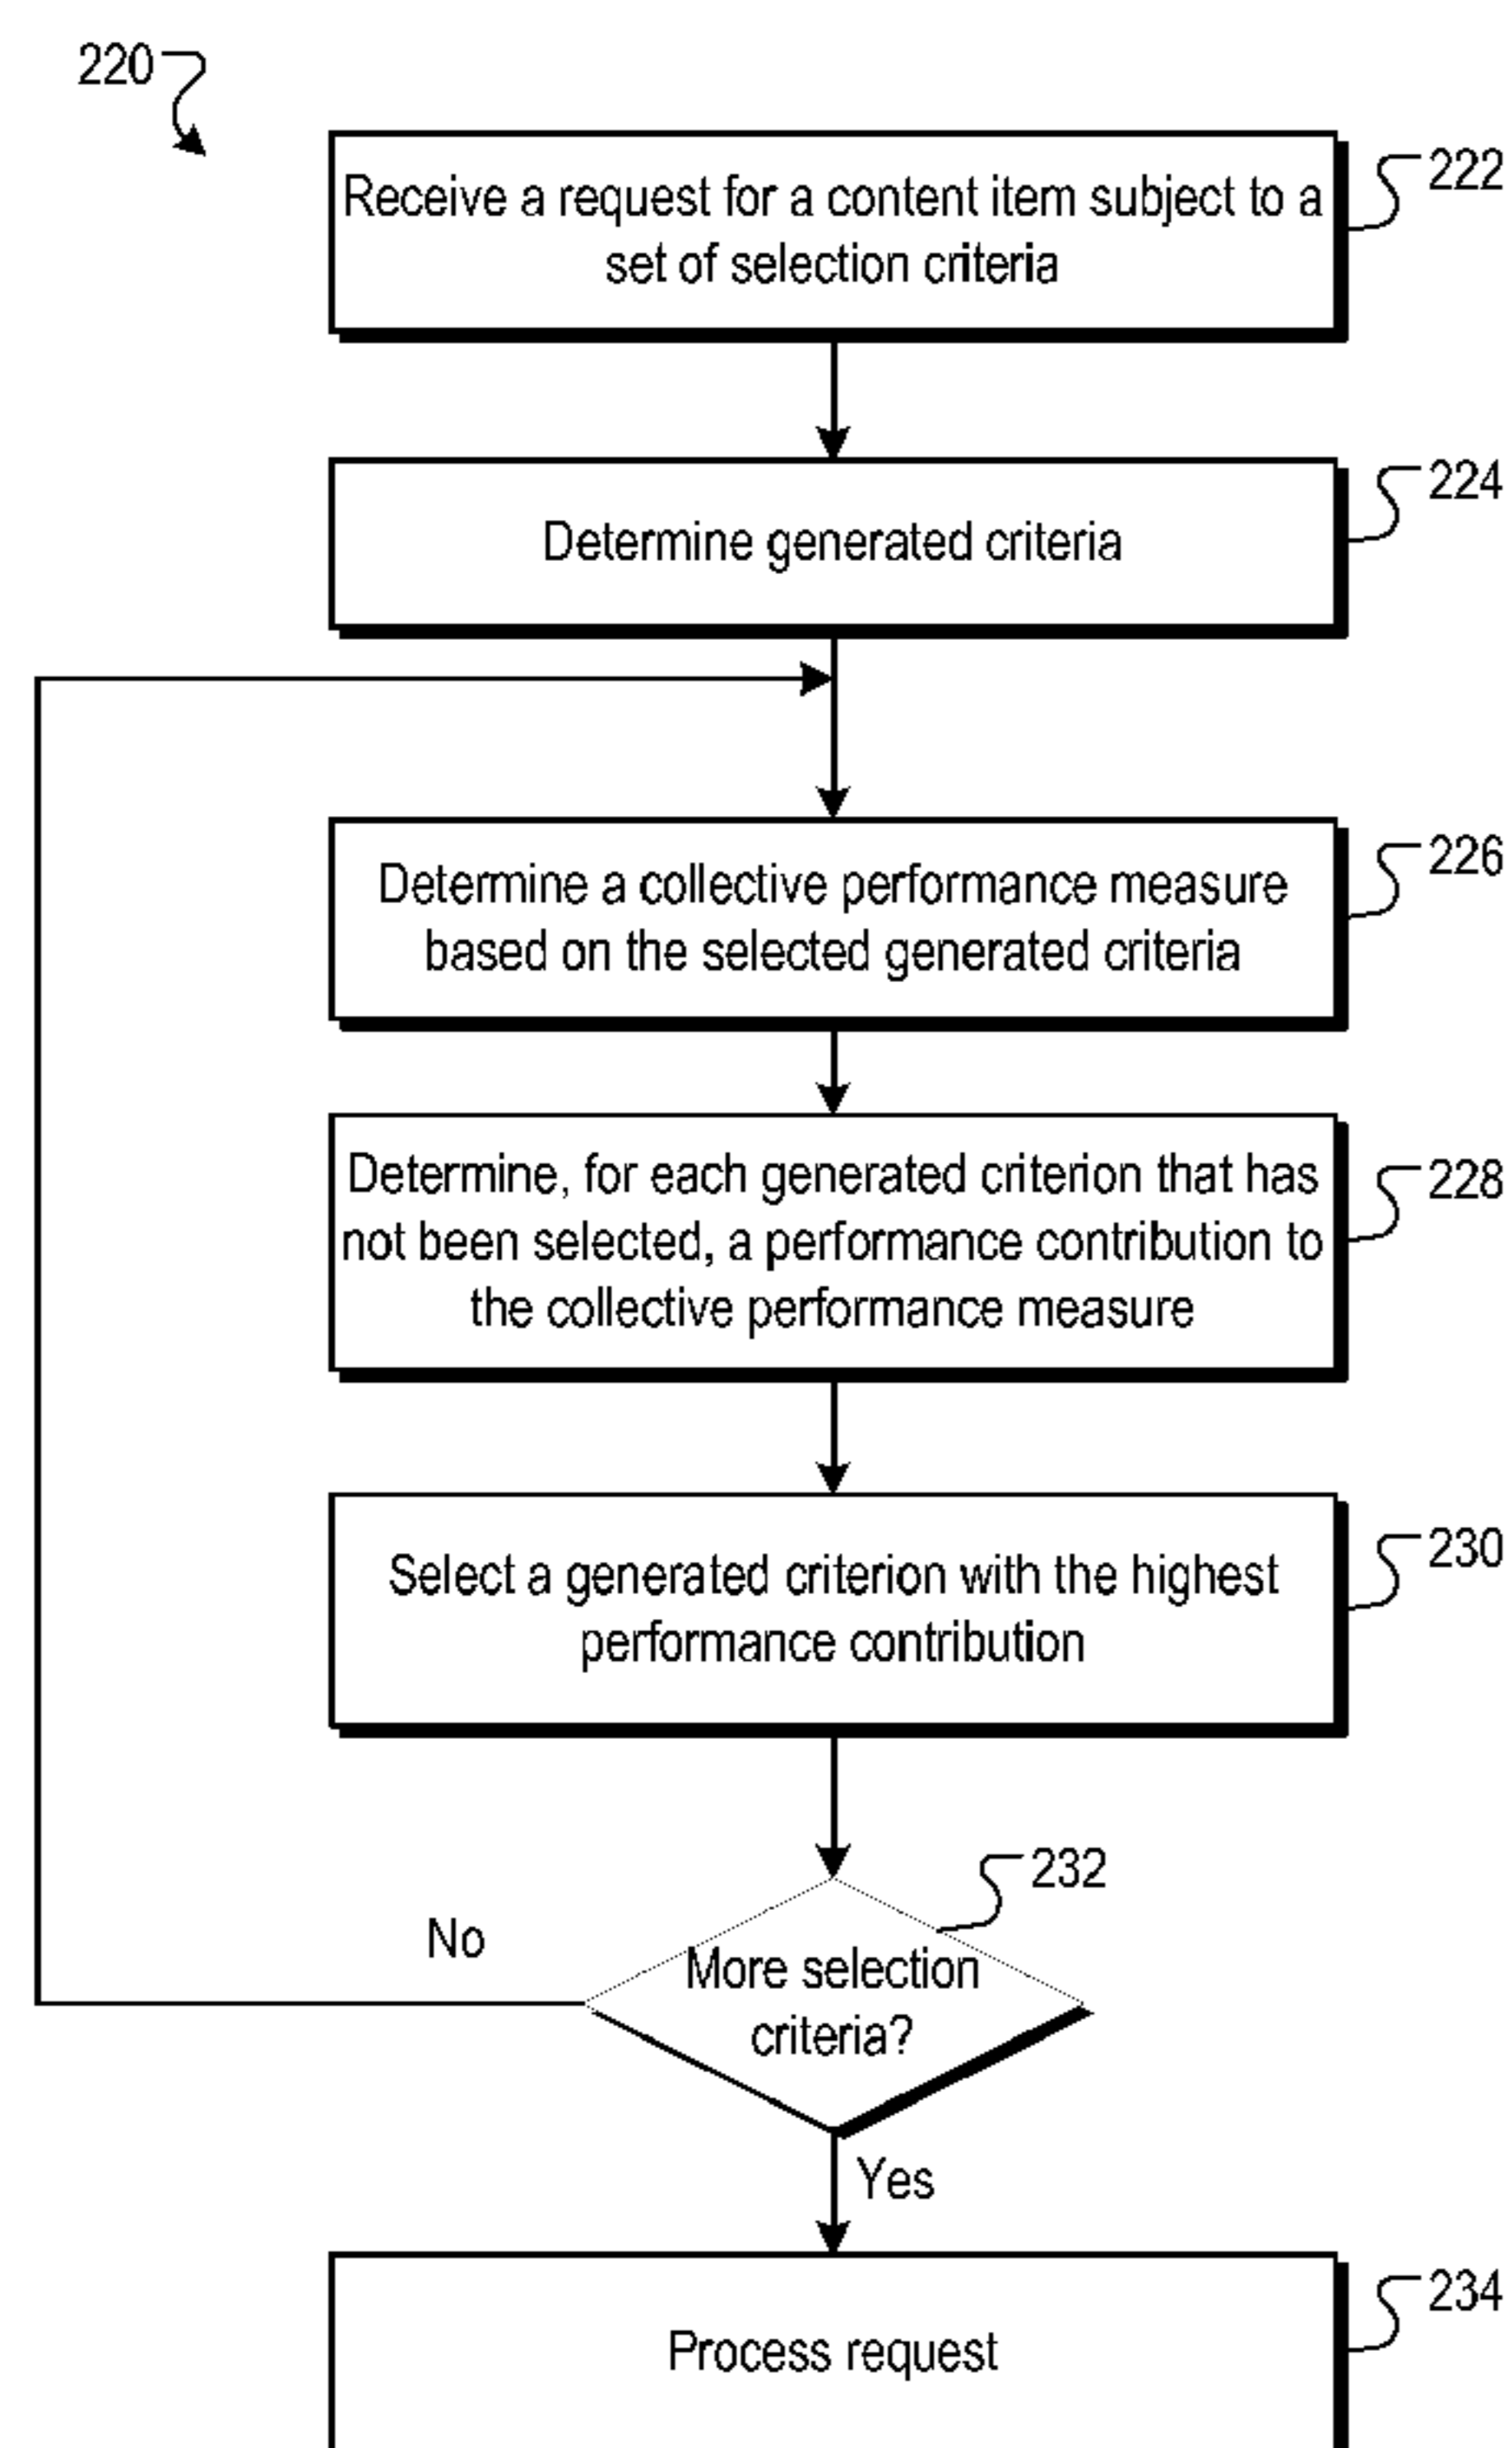 220
Receive a request for a content item subject to a
set of selection criteria
222
Determine generated criteria
224
Determine a collective performance measure
based on the selected generated criteria
226
Determine, for each generated criterion that has
not been selected, a performance contribution to
the collective performance measure
228
Select a generated criterion with the highest
performance contribution
230
232
No
More selection
criteria?
Yes
Process request
234